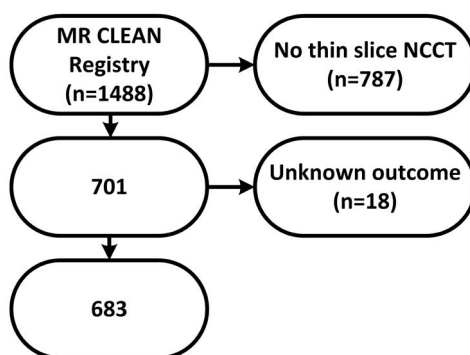 MR CLEAN
Registry
(n=1488)
No thin slice NCCT
(n=787)
701
Unknown outcome
(n=18)
683